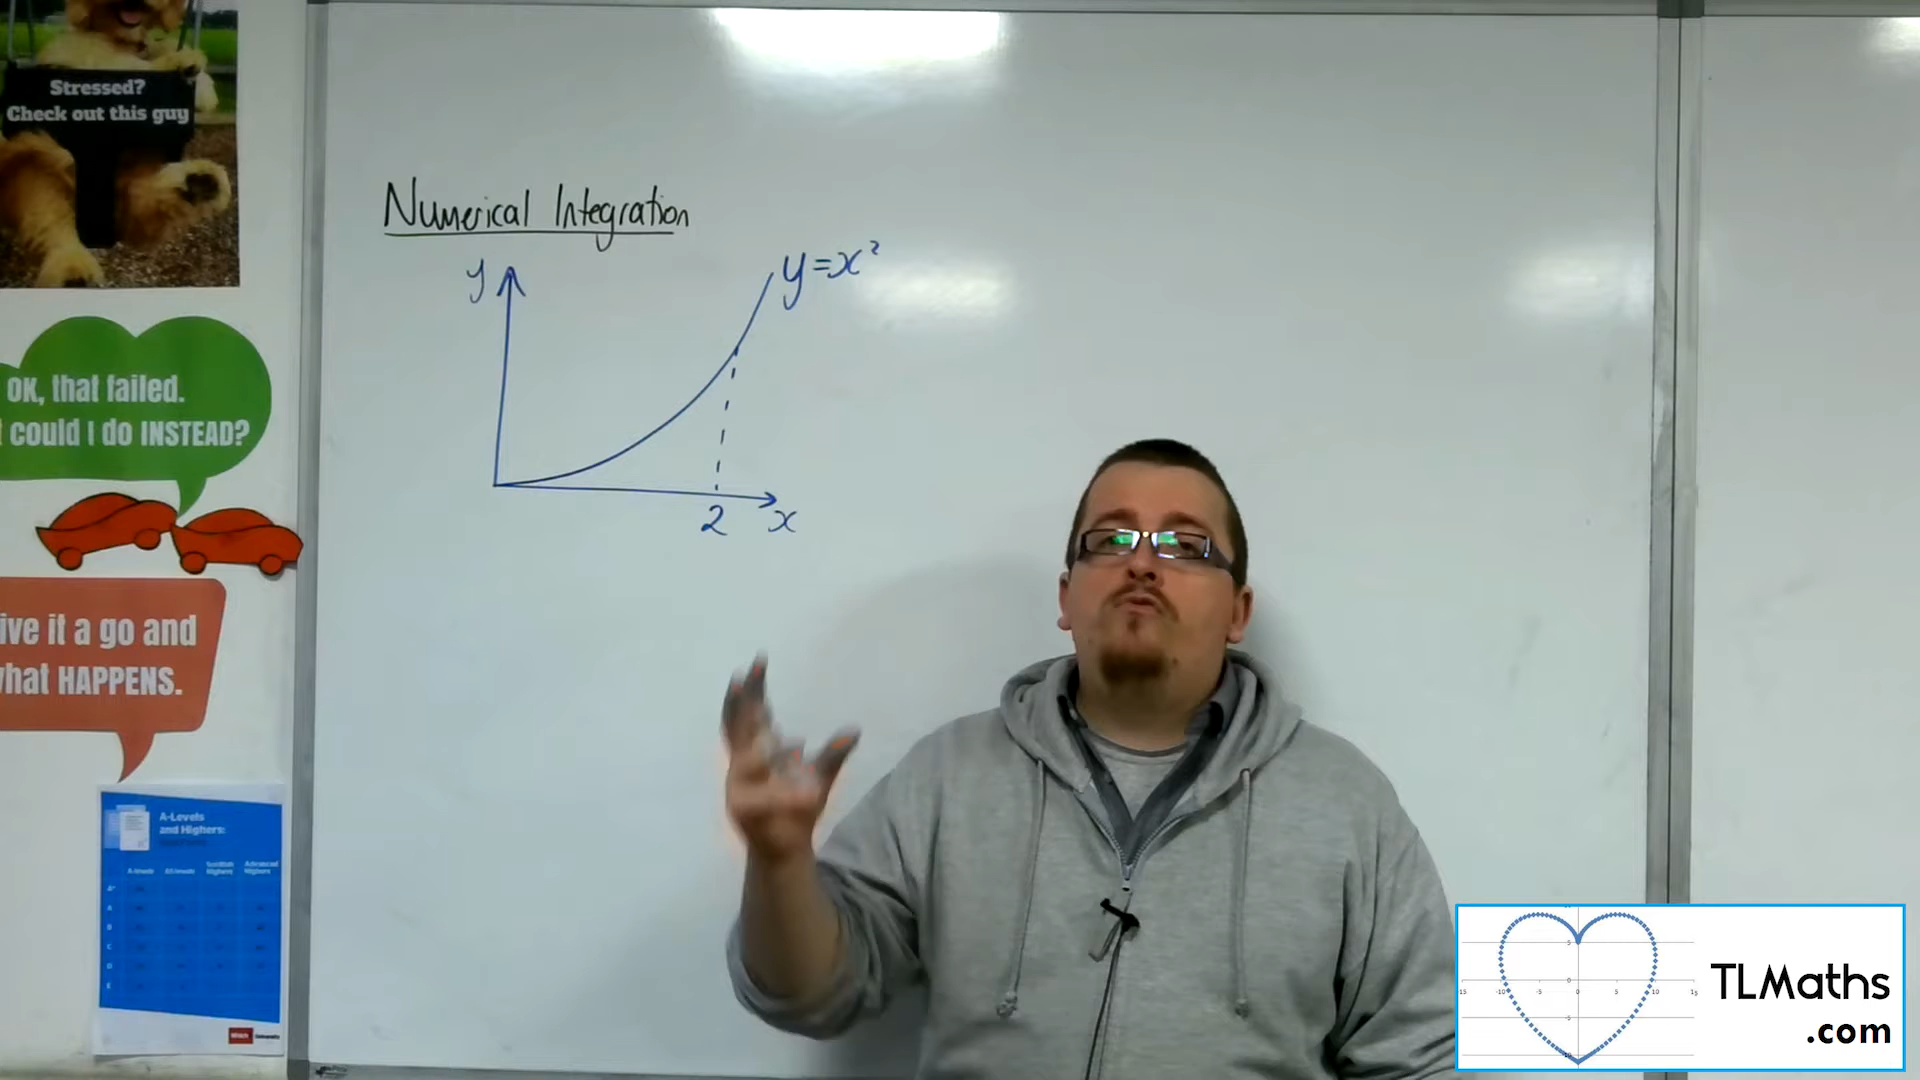 Stressed?
Check out this guy
Numerical Integration
y
y=x²
2
x
OK, that failed.
could I do INSTEAD?
ive it a go and
what HAPPENS.
A-Levels
and Highers:
A
B
C
D
E
TLMaths
.com